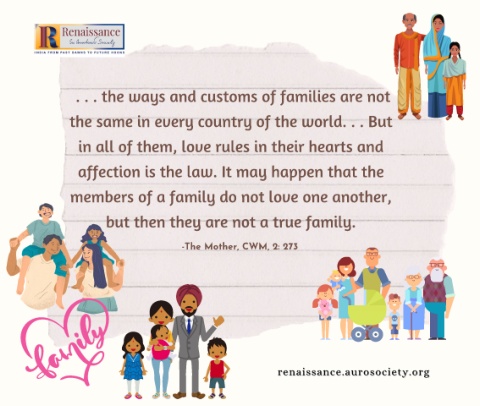 Renaissance
Sri Aurobindo Society
INDIA FROM PAST DAWNS TO FUTURE NOONS
. . . the ways and customs of families are not
the same in every country of the world. . . But
in all of them, love rules in their hearts and
affection is the law. It may happen that the
members of a family do not love one another,
but then they are not a true family.
-The Mother, CWM, 2: 273
family
renaissance.aurosociety.org